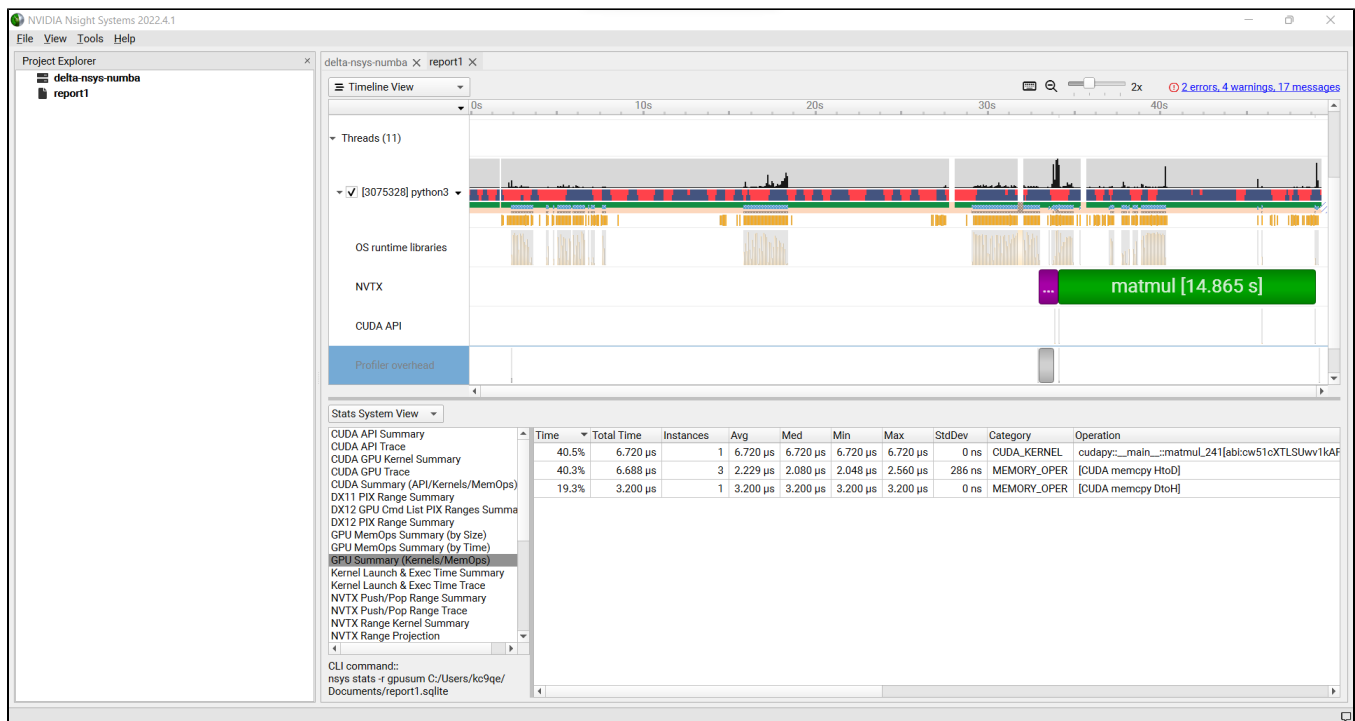 NVIDIA Nsight Systems 2022.4.1
File View Tools Help
Project Explorer ×
delta-nsys-numba
report1
delta-nsys-numba × report1 ×
Timeline View
2x
2 errors, 4 warnings, 17 messages
0s 10s 20s 30s 40s
Threads (11)
[3075328] python3
OS runtime libraries
NVTX
... matmul [14.865 s]
CUDA API
Profiler overhead
Stats System View
CUDA API Summary
CUDA API Trace
CUDA GPU Kernel Summary
CUDA GPU Trace
CUDA Summary (API/Kernels/MemOps)
DX11 PIX Range Summary
DX12 GPU Cmd List PIX Ranges Summa
DX12 PIX Range Summary
GPU MemOps Summary (by Size)
GPU MemOps Summary (by Time)
GPU Summary (Kernels/MemOps)
Kernel Launch & Exec Time Summary
Kernel Launch & Exec Time Trace
NVTX Push/Pop Range Summary
NVTX Push/Pop Range Trace
NVTX Range Kernel Summary
NVTX Range Projection
CLI command::
nsys stats -r gpusum C:/Users/kc9qe/
Documents/report1.sqlite
Time Total Time Instances Avg Med Min Max StdDev Category Operation
40.5% 6.720 μs 1 6.720 μs 6.720 μs 6.720 μs 6.720 μs 0 ns CUDA_KERNEL cudapy::__main__::matmul_241[abi:cw51cXTLSUwv1kAF
40.3% 6.688 μs 3 2.229 μs 2.080 μs 2.048 μs 2.560 μs 286 ns MEMORY_OPER [CUDA memcpy HtoD]
19.3% 3.200 μs 1 3.200 μs 3.200 μs 3.200 μs 3.200 μs 0 ns MEMORY_OPER [CUDA memcpy DtoH]